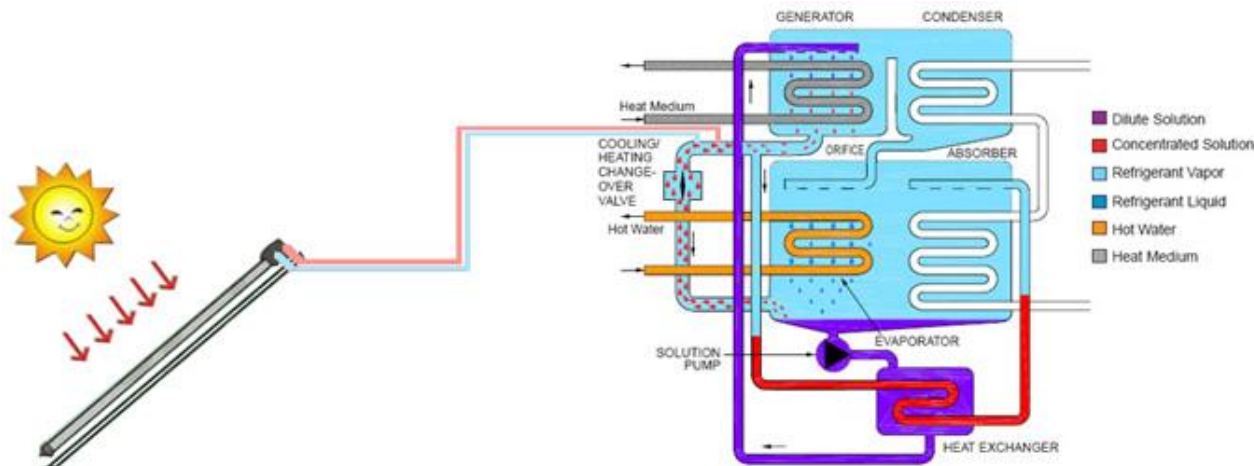 GENERATOR
CONDENSER
Heat Medium
COOLING/
HEATING
CHANGE-
OVER
VALVE
ORIFICE
ABSORBER
Hot Water
EVAPORATOR
SOLUTION
PUMP
HEAT EXCHANGER
Dilute Solution
Concentrated Solution
Refrigerant Vapor
Refrigerant Liquid
Hot Water
Heat Medium